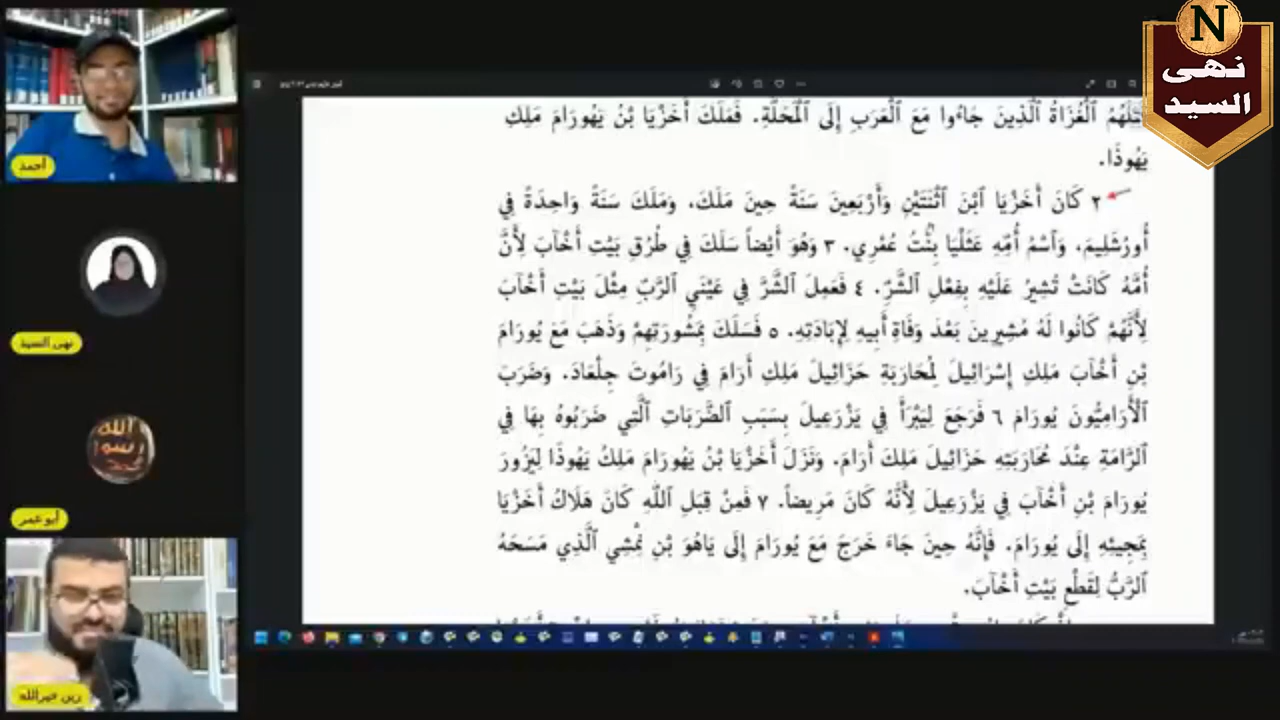 N
نهى
السيد
أحمد
نهى السيد
أبو عمر
زين خيرالله
ٱلْغُزَاةُ ٱلَّذِينَ جَاءُوا مَعَ ٱلْعَرَبِ إِلَى ٱلْمَحَلَّةِ. فَمَلَكَ أَخَزْيَا بْنُ يَهُورَامَ مَلِكِ
يَهُوذَا.
٢ كَانَ أَخَزْيَا ٱبْنَ ٱثْنَتَيْنِ وَأَرْبَعِينَ سَنَةً حِينَ مَلَكَ، وَمَلَكَ سَنَةً وَاحِدَةً فِي
أُورُشَلِيمَ، وَٱسْمُ أُمِّهِ عَثَلْيَا بِنْتُ عُمْرِي. ٣ وَهُوَ أَيْضاً سَلَكَ فِي طُرُقِ بَيْتِ أَخْآبَ لِأَنَّ
أُمَّهُ كَانَتْ تُشِيرُ عَلَيْهِ بِفِعْلِ ٱلشَّرِّ. ٤ فَعَمِلَ ٱلشَّرَّ فِي عَيْنَيِ ٱلرَّبِّ مِثْلَ بَيْتِ أَخْآبَ
لِأَنَّهُمْ كَانُوا لَهُ مُشِيرِينَ بَعْدَ وَفَاةِ أَبِيهِ لِإِبَادَتِهِ. ٥ فَسَلَكَ بِمَشُورَتِهِمْ وَذَهَبَ مَعَ يُورَامَ
بْنِ أَخْآبَ مَلِكِ إِسْرَائِيلَ لِمُحَارَبَةِ حَزَائِيلَ مَلِكِ أَرَامَ فِي رَامُوتَ جِلْعَادَ. وَضَرَبَ
ٱلْأَرَامِيُّونَ يُورَامَ ٦ فَرَجَعَ لِيَبْرَأَ فِي يَزْرَعِيلَ بِسَبَبِ ٱلضَّرَبَاتِ ٱلَّتِي ضَرَبُوهُ بِهَا فِي
ٱلرَّامَةِ عِنْدَ مُحَارَبَتِهِ حَزَائِيلَ مَلِكَ أَرَامَ. وَنَزَلَ أَخَزْيَا بْنُ يَهُورَامَ مَلِكُ يَهُوذَا لِيَزُورَ
يُورَامَ بْنَ أَخْآبَ فِي يَزْرَعِيلَ لِأَنَّهُ كَانَ مَرِيضاً. ٧ فَمِنْ قِبَلِ ٱللهِ كَانَ هَلَاكُ أَخَزْيَا
بِمَجِيئِهِ إِلَى يُورَامَ. فَإِنَّهُ حِينَ جَاءَ خَرَجَ مَعَ يُورَامَ إِلَى يَاهُوَ بْنِ نِمْشِي ٱلَّذِي مَسَحَهُ
ٱلرَّبُّ لِقَطْعِ بَيْتِ أَخْآبَ.